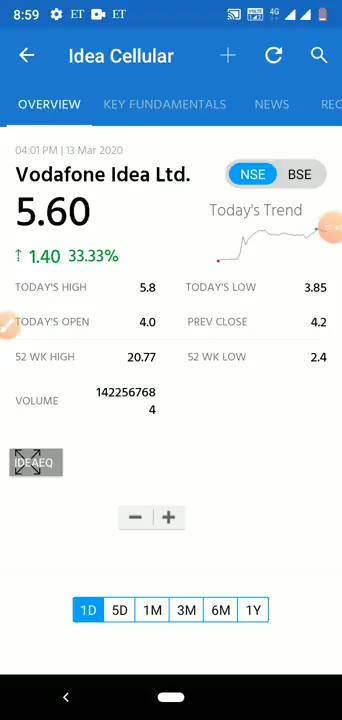 8:59 ET ET 4G
Idea Cellular
OVERVIEW KEY FUNDAMENTALS NEWS REC
04:01 PM | 13 Mar 2020
Vodafone Idea Ltd. NSE BSE
5.60 Today's Trend
1.40 33.33%
TODAY'S HIGH 5.8 TODAY'S LOW 3.85
TODAY'S OPEN 4.0 PREV CLOSE 4.2
52 WK HIGH 20.77 52 WK LOW 2.4
VOLUME 142256768
4
IDEAEQ
− +
1D 5D 1M 3M 6M 1Y